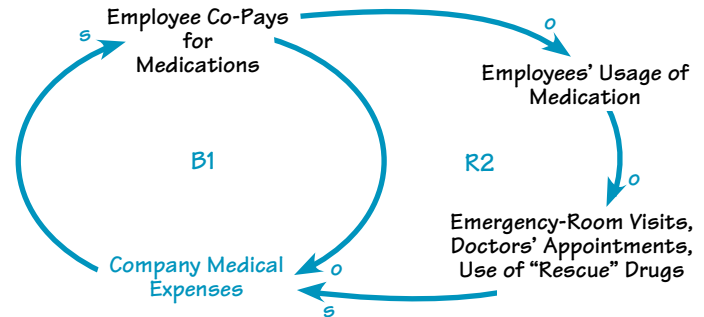 Employee Co-Pays
for
Medications
s
o
Employees' Usage of
Medication
B1
R2
o
Emergency-Room Visits,
Doctors' Appointments,
Use of "Rescue" Drugs
Company Medical
Expenses
o
s